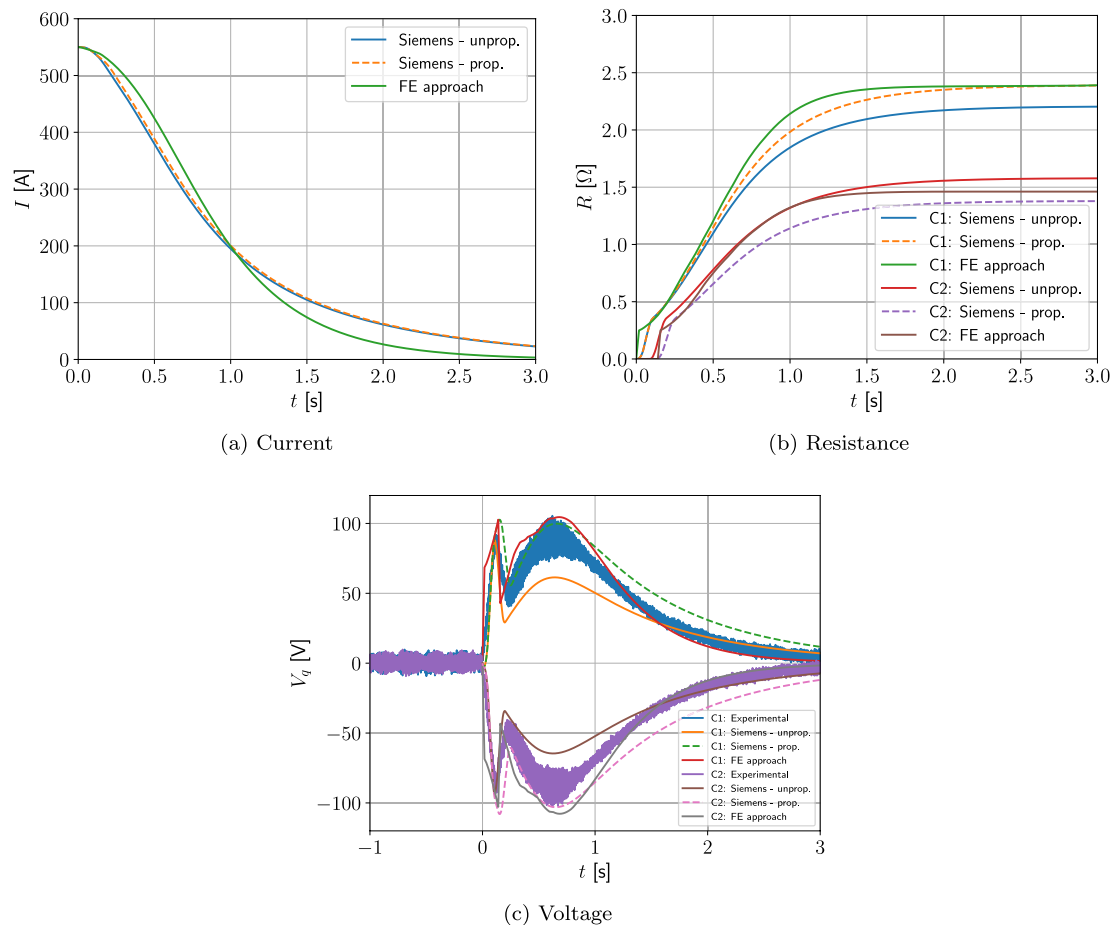 600
500
400
300
200
100
0
I [A]
0.0 0.5 1.0 1.5 2.0 2.5 3.0
t [s]
Siemens - unprop.
Siemens - prop.
FE approach
(a) Current
3.0
2.5
2.0
1.5
1.0
0.5
0.0
R [Ω]
0.0 0.5 1.0 1.5 2.0 2.5 3.0
t [s]
C1: Siemens - unprop.
C1: Siemens - prop.
C1: FE approach
C2: Siemens - unprop.
C2: Siemens - prop.
C2: FE approach
(b) Resistance
100
50
0
−50
−100
V_q [V]
−1 0 1 2 3
t [s]
C1: Experimental
C1: Siemens - unprop.
C1: Siemens - prop.
C1: FE approach
C2: Experimental
C2: Siemens - unprop.
C2: Siemens - prop.
C2: FE approach
(c) Voltage